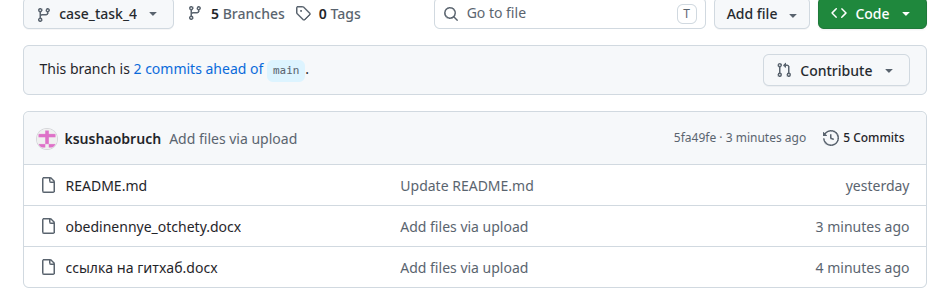 case_task_4 5 Branches 0 Tags Go to file T Add file Code
This branch is 2 commits ahead of main.
Contribute
ksushaobruch Add files via upload 5fa49fe · 3 minutes ago 5 Commits
README.md Update README.md yesterday
obedinennye_otchety.docx Add files via upload 3 minutes ago
ссылка на гитхаб.docx Add files via upload 4 minutes ago